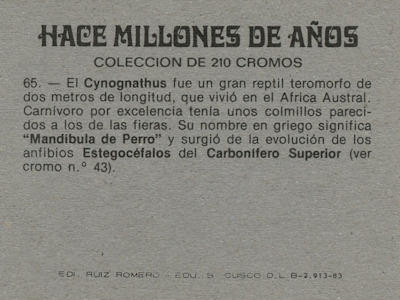 HACE MILLONES DE AÑOS
COLECCION DE 210 CROMOS
65. — El Cynognathus fue un gran reptil teromorfo de
dos metros de longitud, que vivió en el Africa Austral.
Carnívoro por excelencia tenía unos colmillos pareci-
dos a los de las fieras. Su nombre en griego significa
"Mandíbula de Perro" y surgió de la evolución de los
anfibios Estegocéfalos del Carbonífero Superior (ver
cromo n.º 43).
EDI. RUIZ ROMERO - EDU. S. CUSCO D.L. B-2.913-83